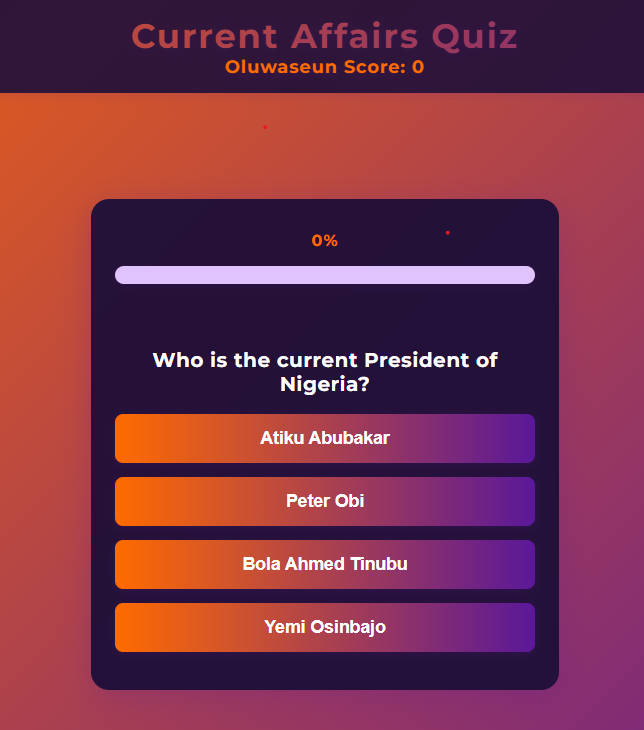 Current Affairs Quiz
Oluwaseun Score: 0
0%
Who is the current President of
Nigeria?
Atiku Abubakar
Peter Obi
Bola Ahmed Tinubu
Yemi Osinbajo